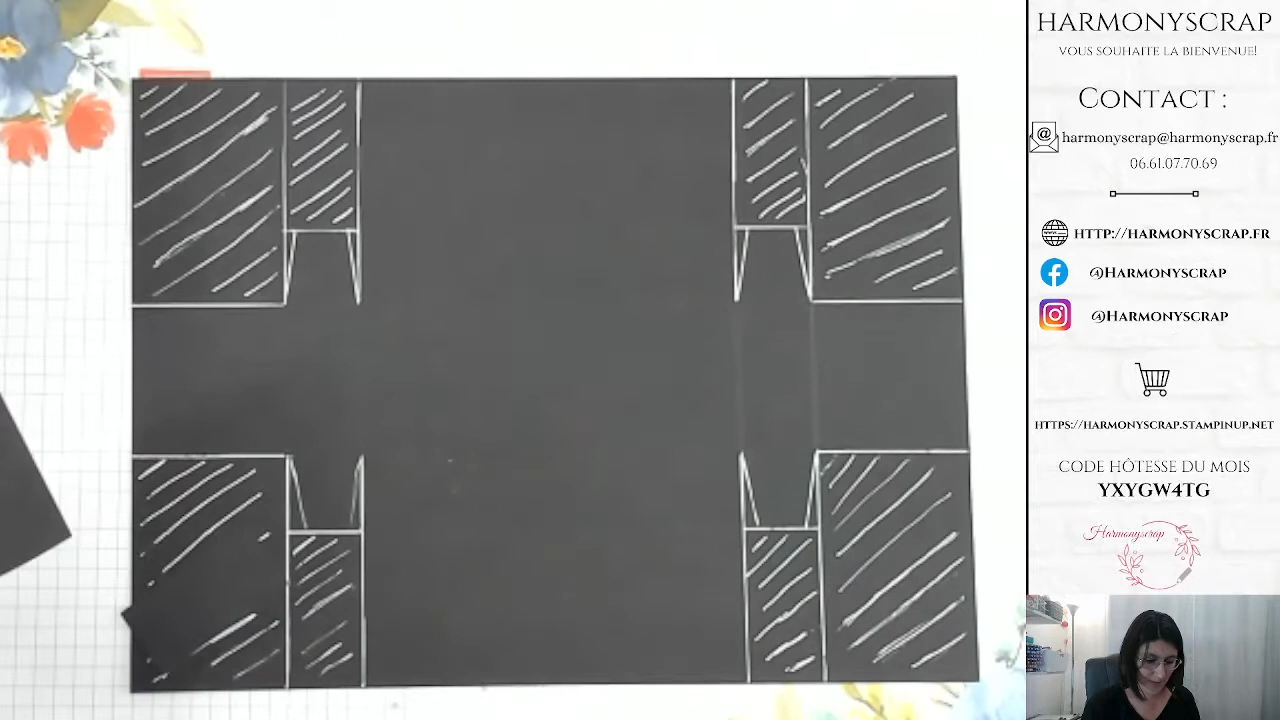 HARMONYSCRAP
VOUS SOUHAITE LA BIENVENUE!
CONTACT :
harmonyscrap@harmonyscrap.fr
06.61.07.70.69
HTTP://HARMONYSCRAP.FR
@HARMONYSCRAP
@HARMONYSCRAP
HTTPS://HARMONYSCRAP.STAMPINUP.NET
CODE HÔTESSE DU MOIS
YXYGW4TG
Harmonyscrap